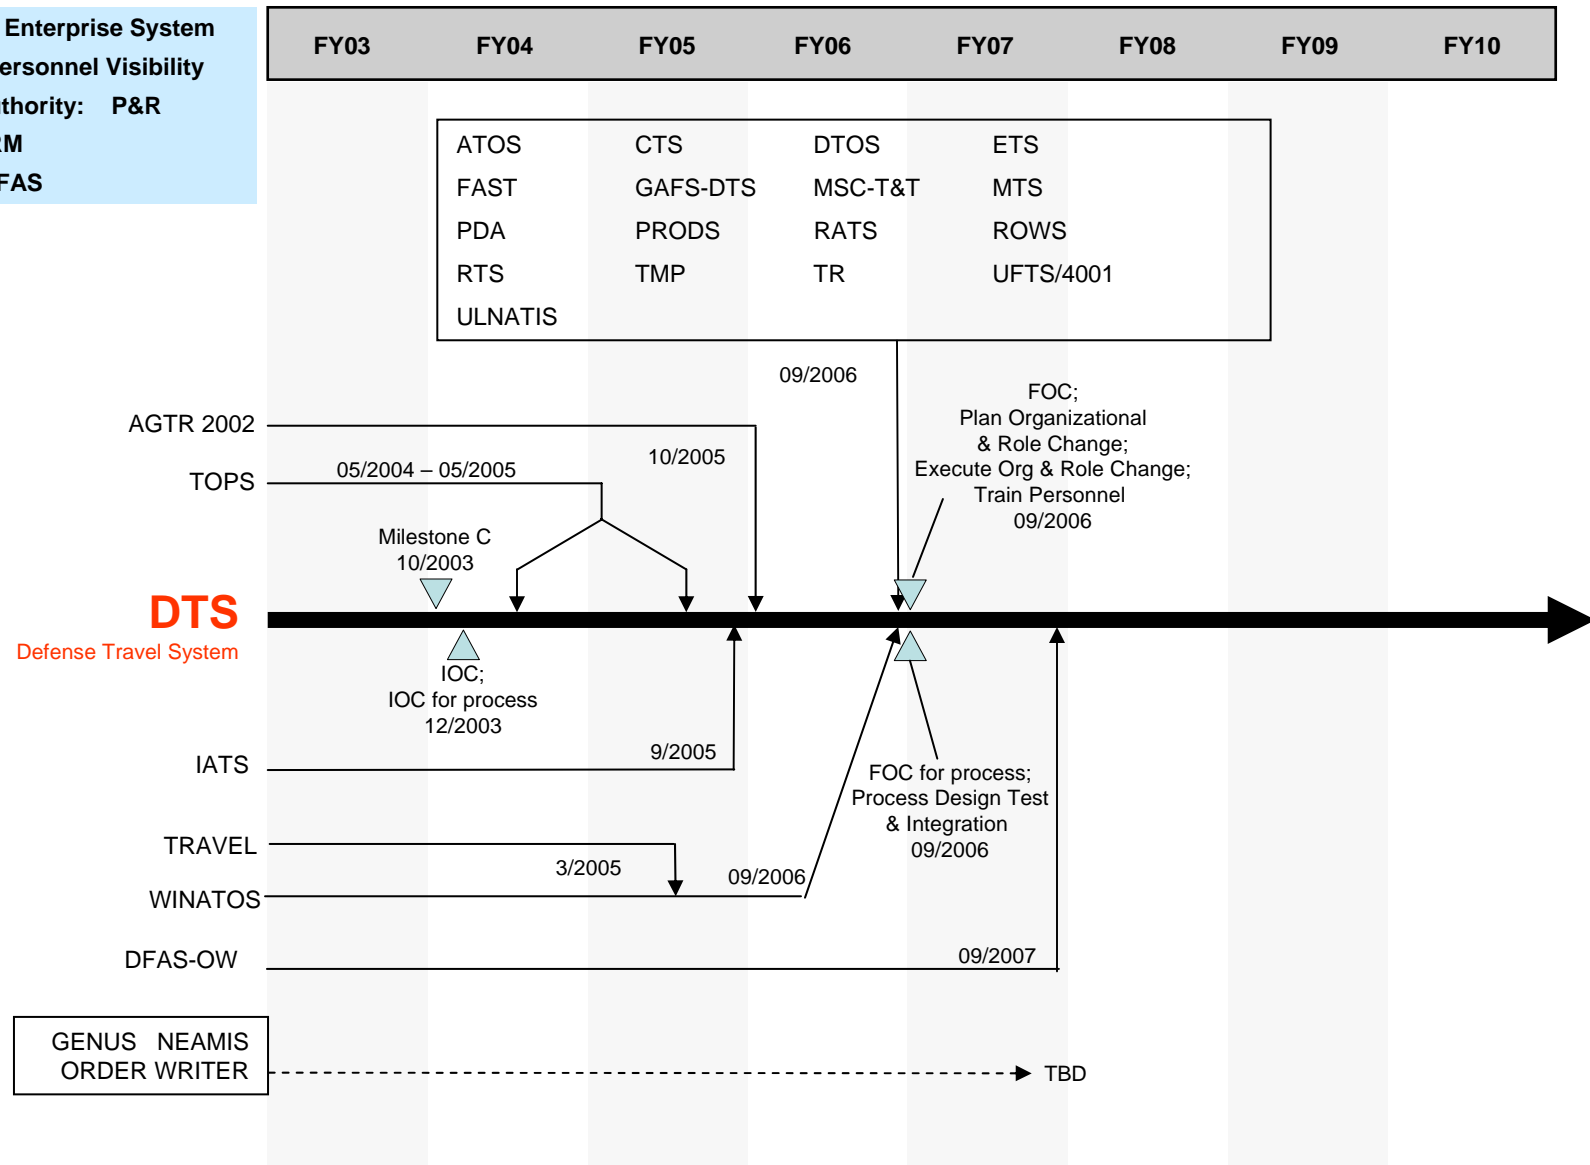 Enterprise System
Personnel Visibility
P&R
FY03 FY04 FY05 FY06 FY07 FY08 FY09 FY10
ATOS CTS DTOS ETS
FAST GAFS-DTS MSC-T&T MTS
PDA PRODS RATS ROWS
RTS TMP TR UFTS/4001
ULNATIS
09/2006
FOC;
Plan Organizational
& Role Change;
Execute Org & Role Change;
Train Personnel
09/2006
AGTR 2002
10/2005
TOPS
05/2004 – 05/2005
Milestone C
10/2003
DTS
Defense Travel System
IOC;
IOC for process
12/2003
IATS
9/2005
FOC for process;
Process Design Test
& Integration
09/2006
TRAVEL
3/2005
09/2006
WINATOS
DFAS-OW
09/2007
GENUS NEAMIS
ORDER WRITER
TBD